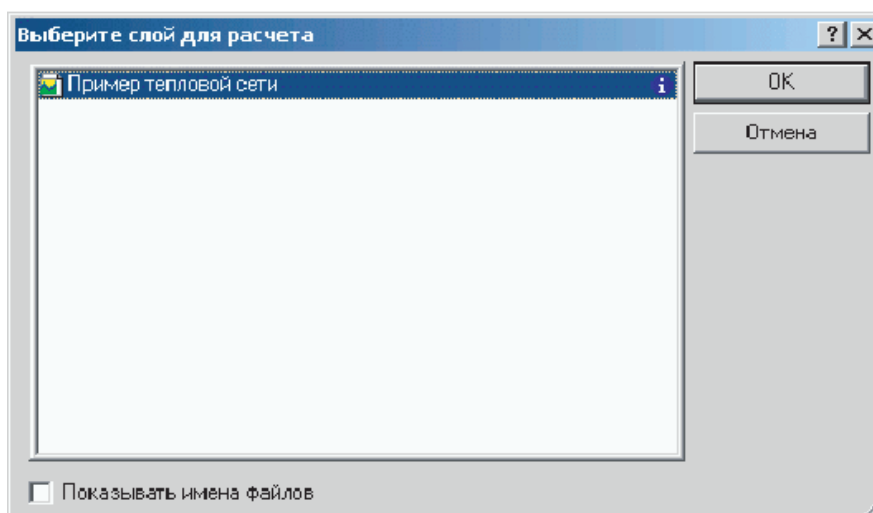 Выберите слой для расчета
Пример тепловой сети
OK
Отмена
Показывать имена файлов